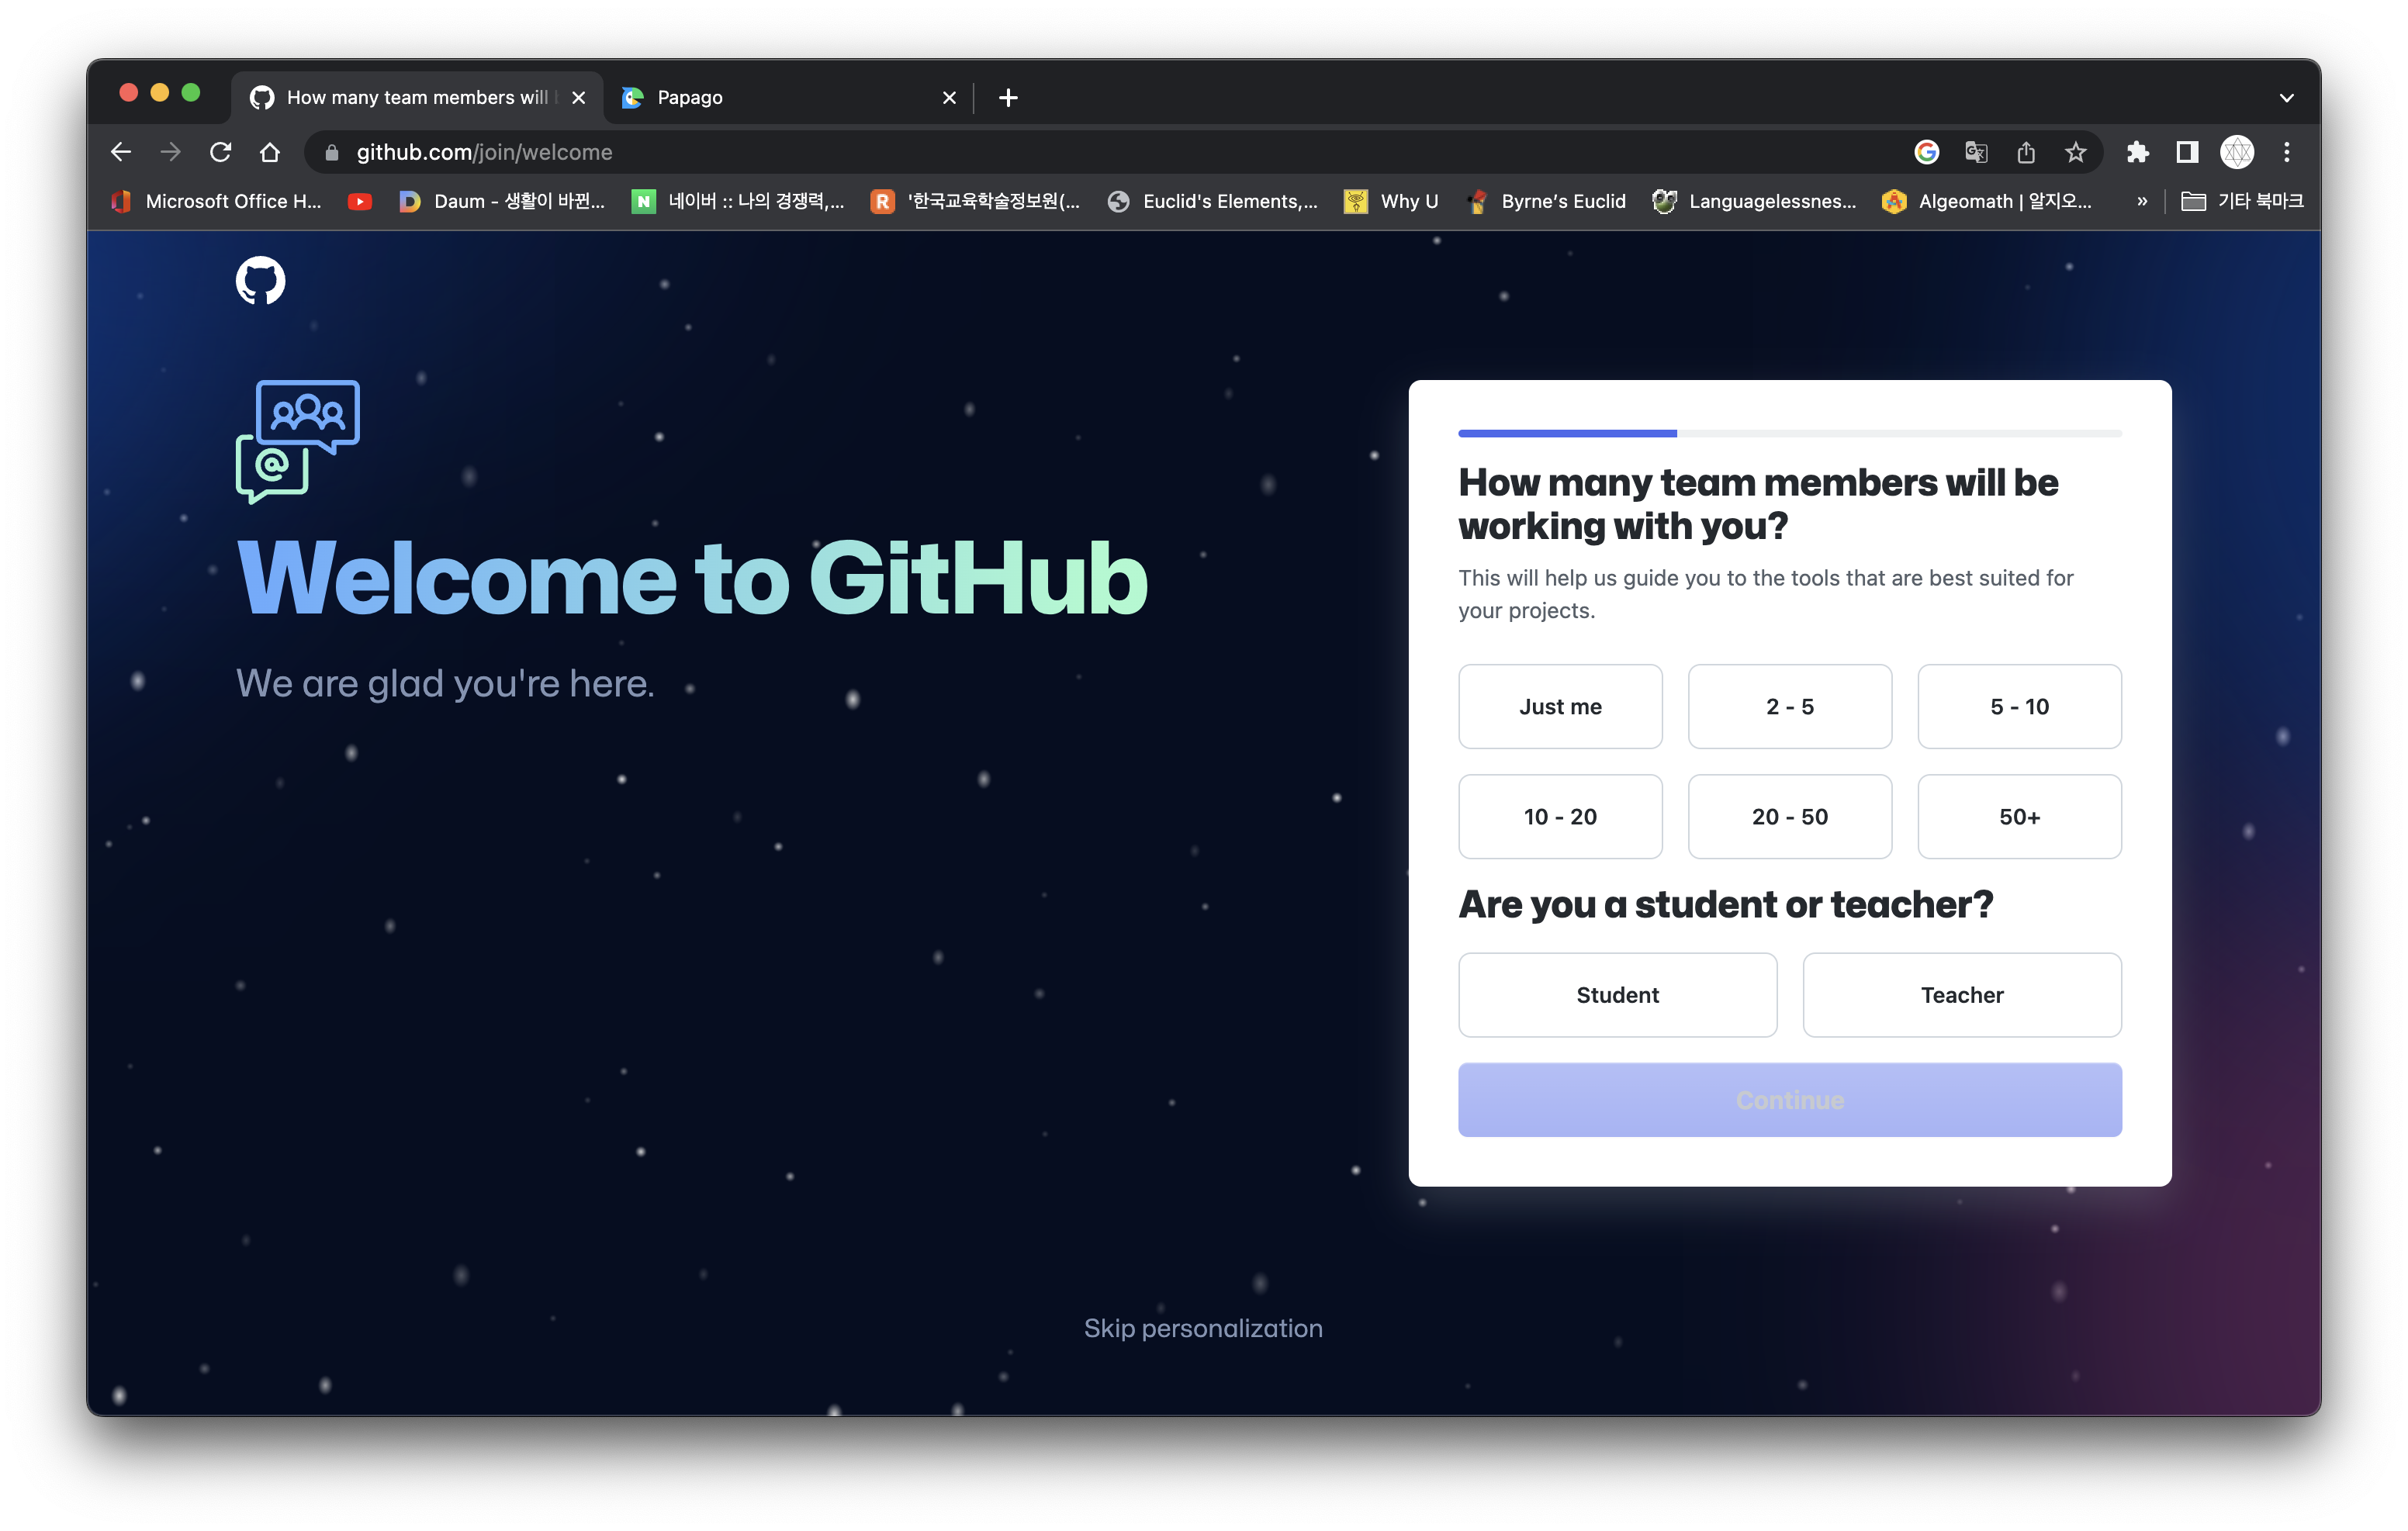 How many team members will
Papago
github.com/join/welcome
Microsoft Office H...
Daum - 생활이 바뀐...
네이버 :: 나의 경쟁력,...
'한국교육학술정보원(...
Euclid's Elements,...
Why U
Byrne's Euclid
Languagelessnes...
Algeomath | 알지오...
»
기타 북마크
Welcome to GitHub
We are glad you're here.
How many team members will be
working with you?
This will help us guide you to the tools that are best suited for
your projects.
Just me
2 - 5
5 - 10
10 - 20
20 - 50
50+
Are you a student or teacher?
Student
Teacher
Continue
Skip personalization